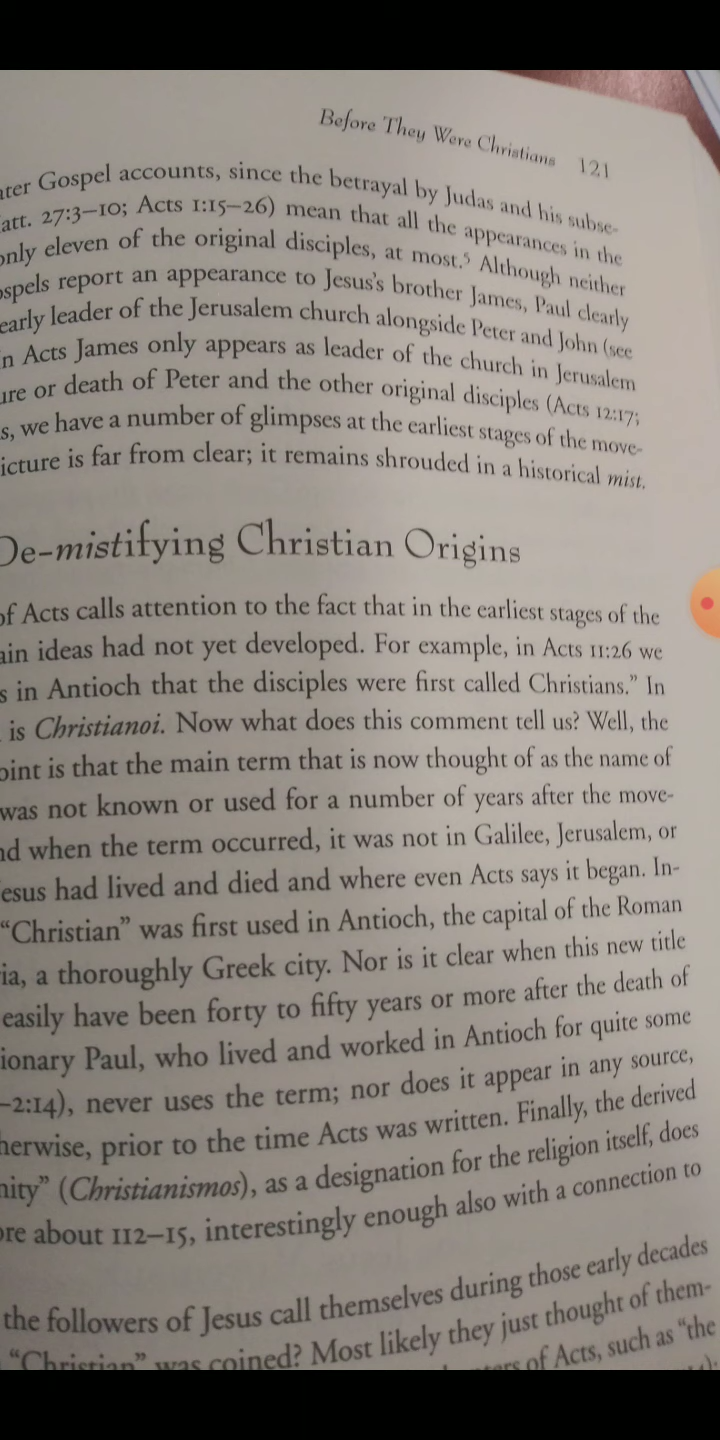 Before They Were Christians 121
ater Gospel accounts, since the betrayal by Judas and his subse-
att. 27:3–10; Acts 1:15–26) mean that all the appearances in the
only eleven of the original disciples, at most.⁵ Although neither
ospels report an appearance to Jesus's brother James, Paul clearly
early leader of the Jerusalem church alongside Peter and John (see
n Acts James only appears as leader of the church in Jerusalem
ure or death of Peter and the other original disciples (Acts 12:17;
s, we have a number of glimpses at the earliest stages of the move-
icture is far from clear; it remains shrouded in a historical mist.
De-mistifying Christian Origins
of Acts calls attention to the fact that in the earliest stages of the
ain ideas had not yet developed. For example, in Acts 11:26 we
s in Antioch that the disciples were first called Christians.” In
is Christianoi. Now what does this comment tell us? Well, the
oint is that the main term that is now thought of as the name of
was not known or used for a number of years after the move-
nd when the term occurred, it was not in Galilee, Jerusalem, or
esus had lived and died and where even Acts says it began. In-
“Christian” was first used in Antioch, the capital of the Roman
ia, a thoroughly Greek city. Nor is it clear when this new title
easily have been forty to fifty years or more after the death of
ionary Paul, who lived and worked in Antioch for quite some
–2:14), never uses the term; nor does it appear in any source,
herwise, prior to the time Acts was written. Finally, the derived
nity” (Christianismos), as a designation for the religion itself, does
ore about 112–15, interestingly enough also with a connection to
the followers of Jesus call themselves during those early decades
“Christian” was coined? Most likely they just thought of them-
of Acts, such as “the